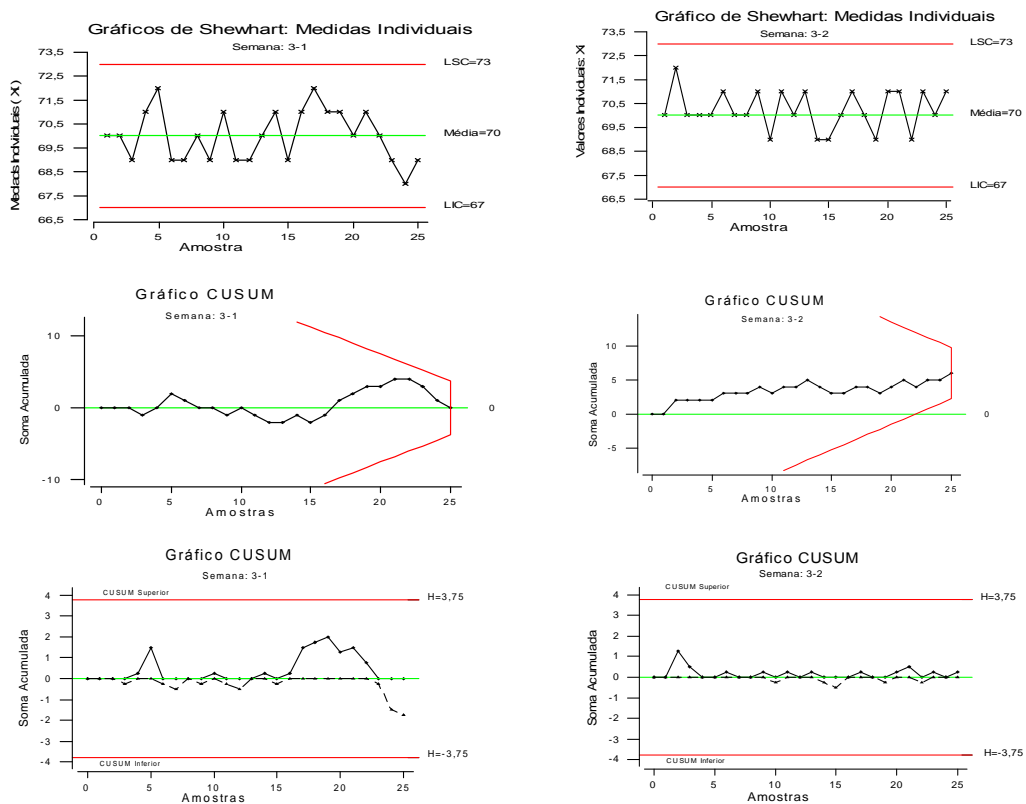 Gráficos de Shewhart: Medidas Individuais
Semana: 3-1
73,5
72,5
71,5
70,5
69,5
68,5
67,5
66,5
LSC=73
Média=70
LIC=67
Medidas Individuais ( Xi)
0 5 10 15 20 25
Amostra
Gráfico de Shewhart: Medidas Individuais
Semana: 3-2
73,5
72,5
71,5
70,5
69,5
68,5
67,5
66,5
LSC=73
Média=70
LIC=67
Valores Individuais: Xi
0 5 10 15 20 25
Amostra
Gráfico CUSUM
Semana: 3-1
10
0
-10
0
Soma Acumulada
0 5 10 15 20 25
Amostras
Gráfico CUSUM
Semana: 3-2
10
5
0
-5
0
Soma Acumulada
0 5 10 15 20 25
Amostras
Gráfico CUSUM
Semana: 3-1
CUSUM Superior
H=3,75
4
3
2
1
0
-1
-2
-3
-4
Soma Acumulada
H=-3,75
CUSUM Inferior
0 5 10 15 20 25
Amostras
Gráfico CUSUM
Semana: 3-2
CUSUM Superior
H=3,75
4
3
2
1
0
-1
-2
-3
-4
Soma Acumulada
H=-3,75
CUSUM Inferior
0 5 10 15 20 25
Amostras